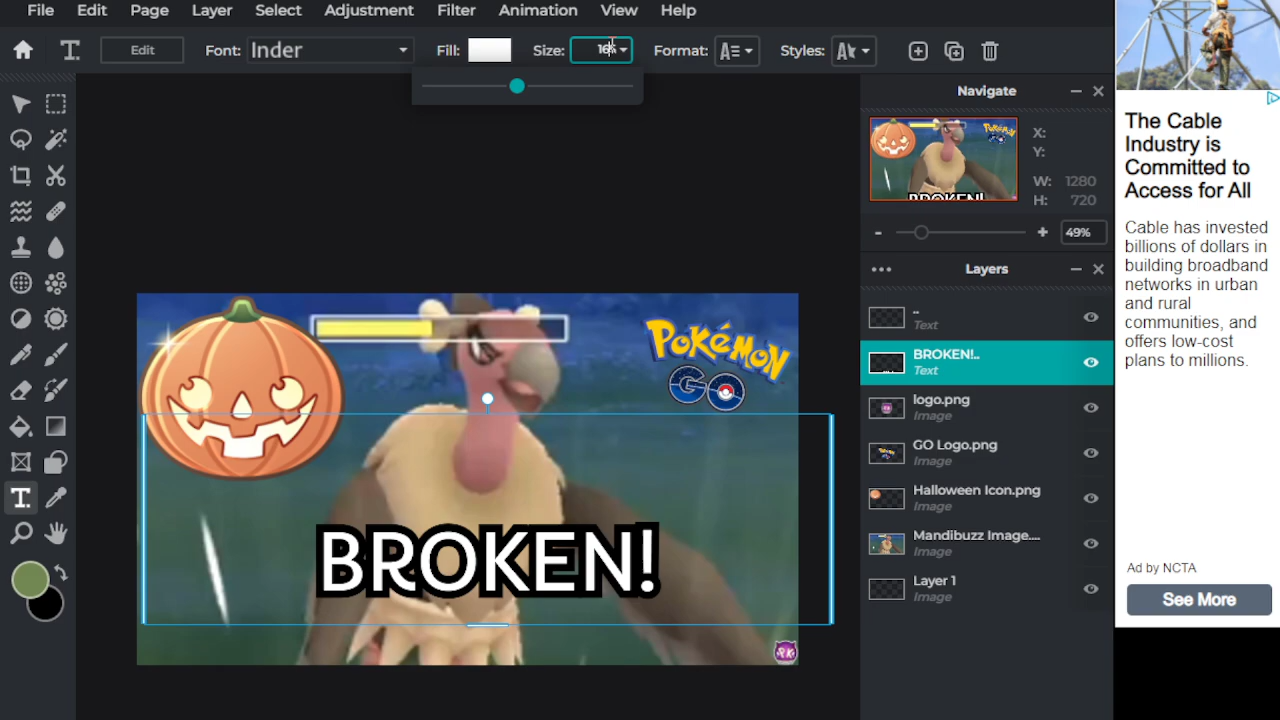 File Edit Page Layer Select Adjustment Filter Animation View Help
Edit Font: Inder Fill: Size: Format: Styles:
Navigate
X:
Y:
W: 1280
H: 720
- + 49%
Layers
..
Text
BROKEN!..
Text
logo.png
Image
GO Logo.png
Image
Halloween Icon.png
Image
Mandibuzz Image....
Image
Layer 1
Image
POKéMON
GO
BROKEN!
The Cable
Industry is
Committed to
Access for All
Cable has invested
billions of dollars in
building broadband
networks in urban
and rural
communities, and
offers low-cost
plans to millions.
Ad by NCTA
See More